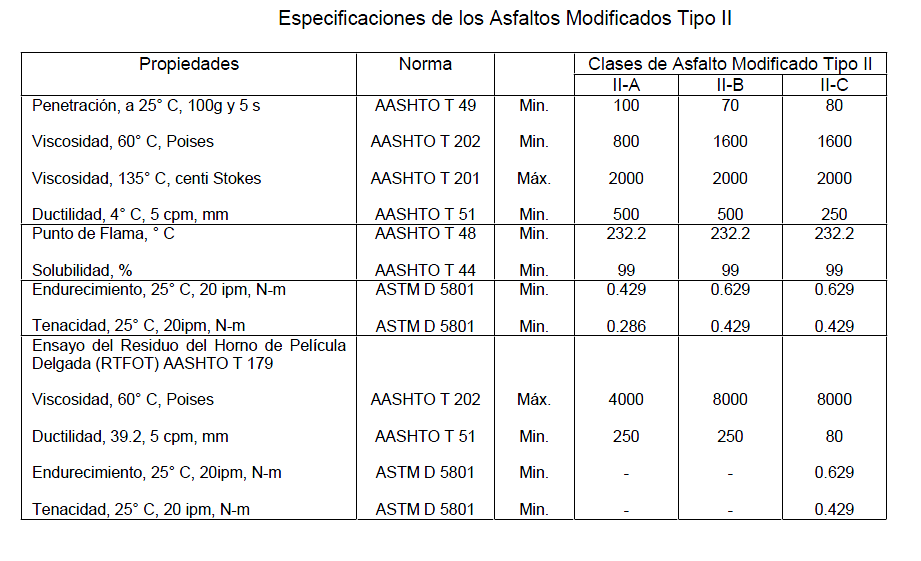 Especificaciones de los Asfaltos Modificados Tipo II
Propiedades Norma Clases de Asfalto Modificado Tipo II
II-A II-B II-C
Penetración, a 25° C, 100g y 5 s AASHTO T 49 Min. 100 70 80
Viscosidad, 60° C, Poises AASHTO T 202 Min. 800 1600 1600
Viscosidad, 135° C, centi Stokes AASHTO T 201 Máx. 2000 2000 2000
Ductilidad, 4° C, 5 cpm, mm AASHTO T 51 Min. 500 500 250
Punto de Flama, ° C AASHTO T 48 Min. 232.2 232.2 232.2
Solubilidad, % AASHTO T 44 Min. 99 99 99
Endurecimiento, 25° C, 20 ipm, N-m ASTM D 5801 Min. 0.429 0.629 0.629
Tenacidad, 25° C, 20ipm, N-m ASTM D 5801 Min. 0.286 0.429 0.429
Ensayo del Residuo del Horno de Película
Delgada (RTFOT) AASHTO T 179
Viscosidad, 60° C, Poises AASHTO T 202 Máx. 4000 8000 8000
Ductilidad, 39.2, 5 cpm, mm AASHTO T 51 Min. 250 250 80
Endurecimiento, 25° C, 20ipm, N-m ASTM D 5801 Min. - - 0.629
Tenacidad, 25° C, 20 ipm, N-m ASTM D 5801 Min. - - 0.429